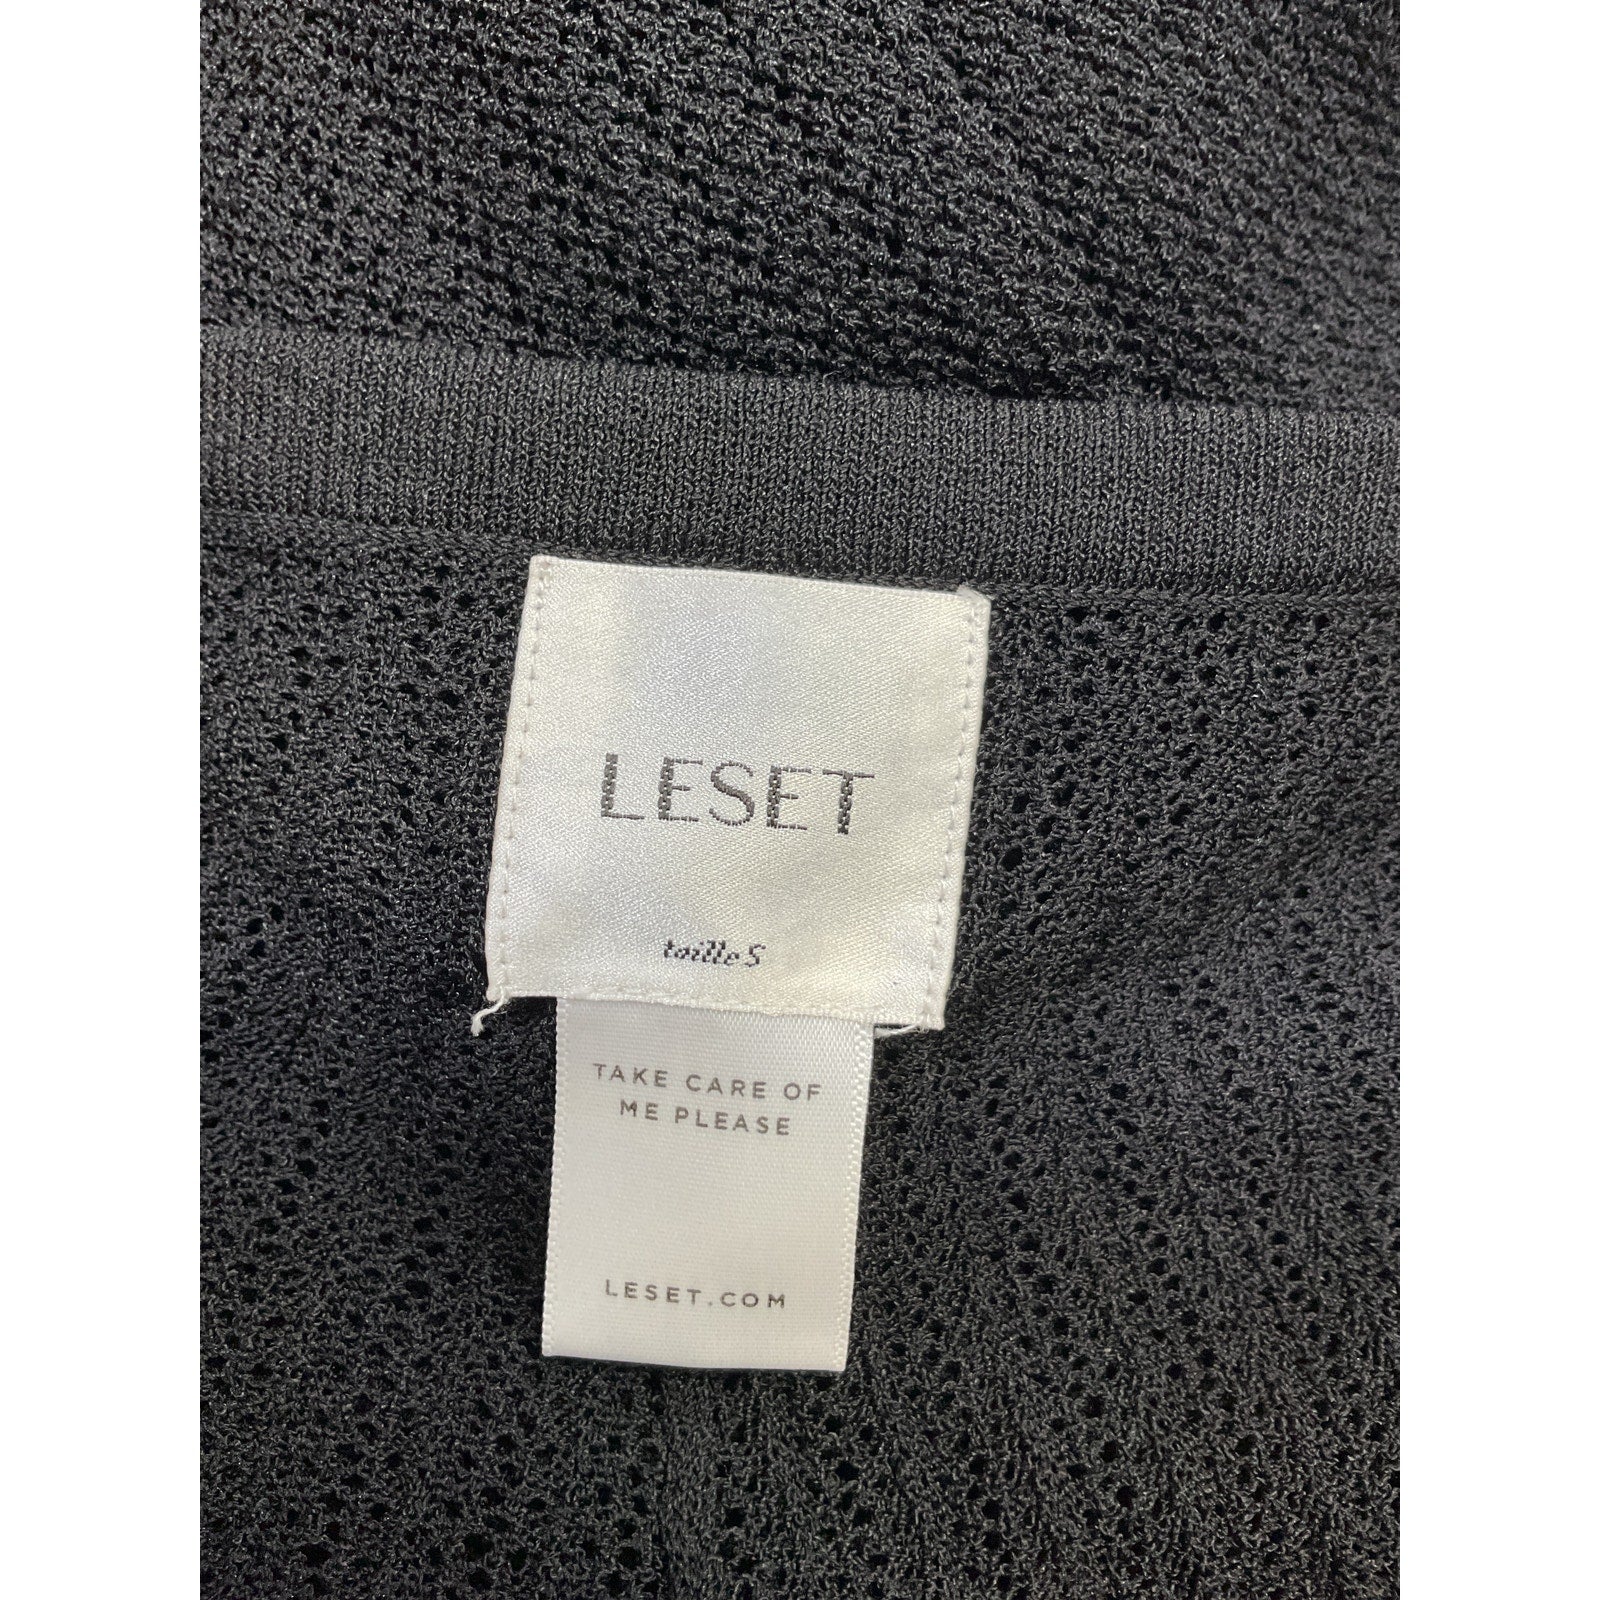 LESET
taille S
TAKE CARE OF
ME PLEASE
LESET.COM